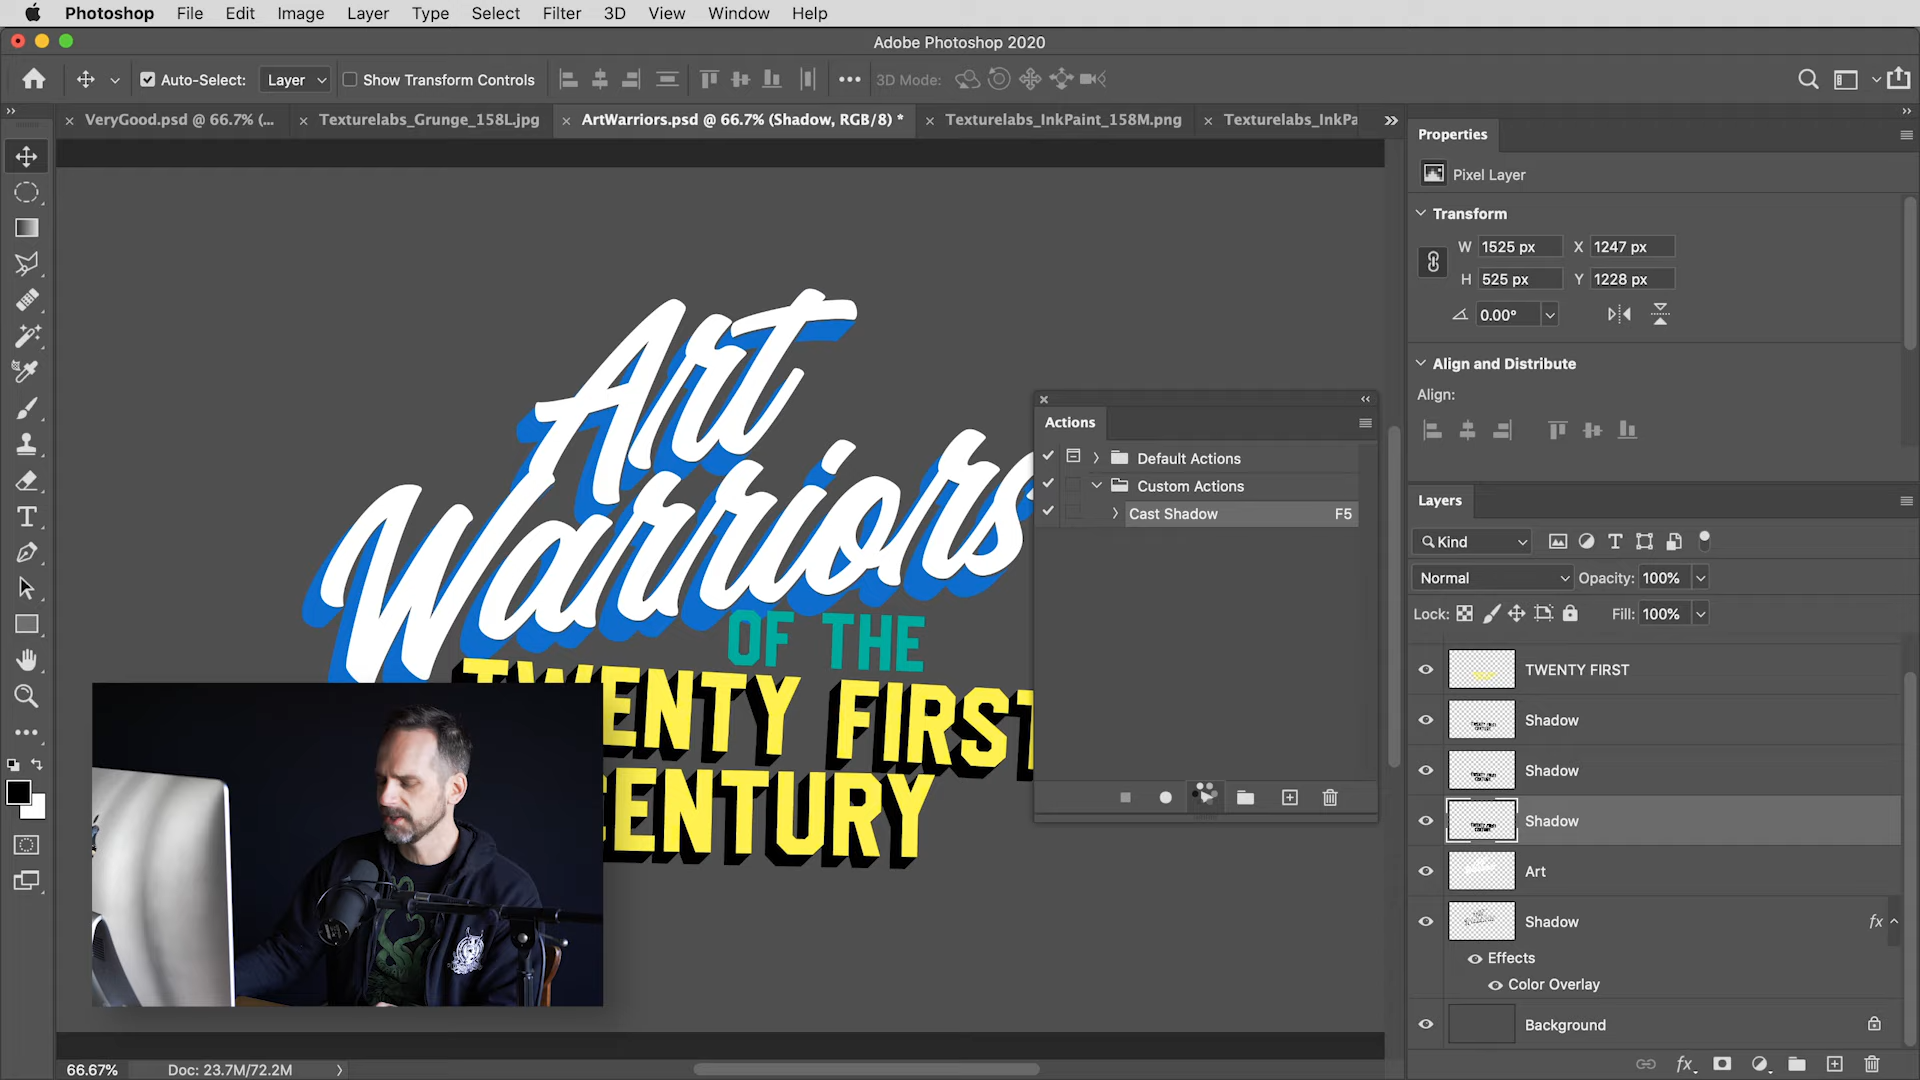 Photoshop File Edit Image Layer Type Select Filter 3D View Window Help
Adobe Photoshop 2020
Auto-Select: Layer Show Transform Controls 3D Mode:
VeryGood.psd @ 66.7% (... Texturelabs_Grunge_158L.jpg ArtWarriors.psd @ 66.7% (Shadow, RGB/8) * Texturelabs_InkPaint_158M.png Texturelabs_InkPa
Properties
Pixel Layer
Transform
W 1525 px X 1247 px
H 525 px Y 1228 px
0.00°
Align and Distribute
Align:
Art
Warriors
OF THE
TWENTY FIRST
CENTURY
Actions
Default Actions
Custom Actions
Cast Shadow F5
Layers
Kind
Normal Opacity: 100%
Lock: Fill: 100%
TWENTY FIRST
Shadow
Shadow
Shadow
Art
Shadow fx
Effects
Color Overlay
Background
66.67% Doc: 23.7M/72.2M
fx